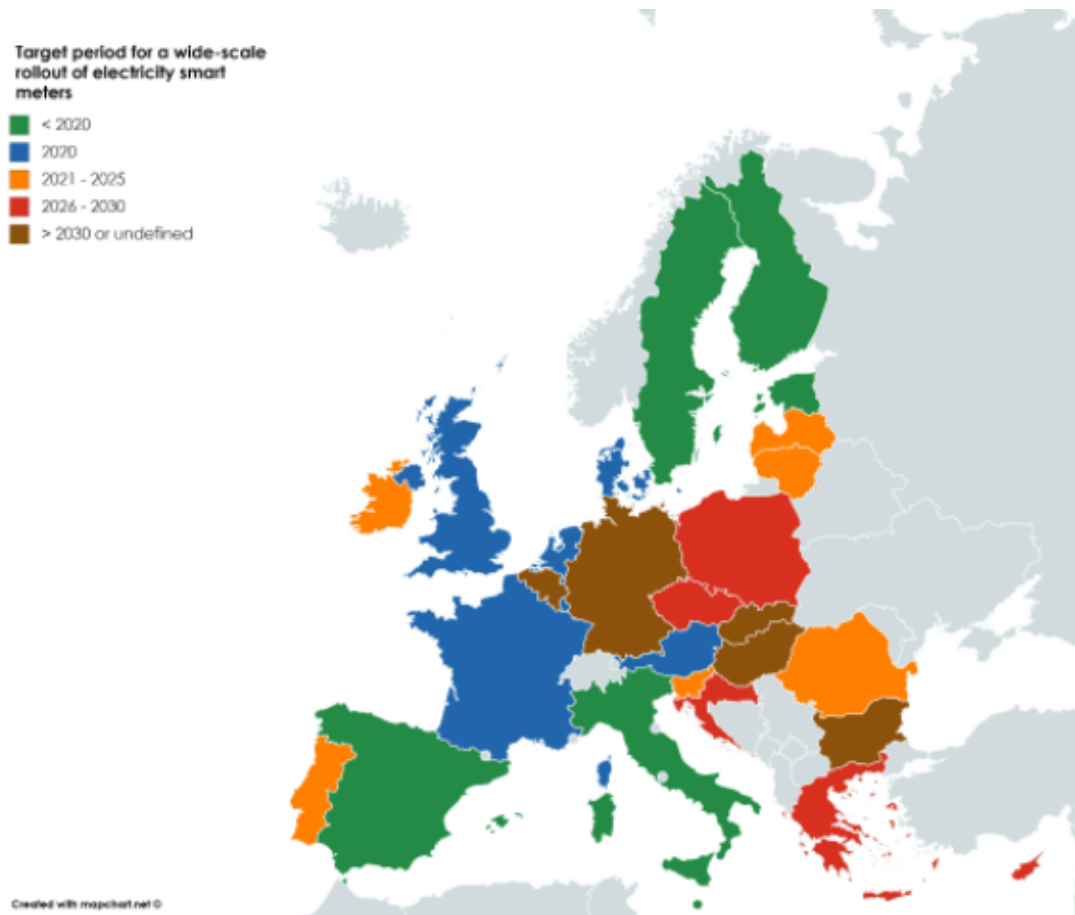 Target period for a wide-scale
rollout of electricity smart
meters
< 2020
2020
2021 - 2025
2026 - 2030
> 2030 or undefined
Created with mapchart.net ©